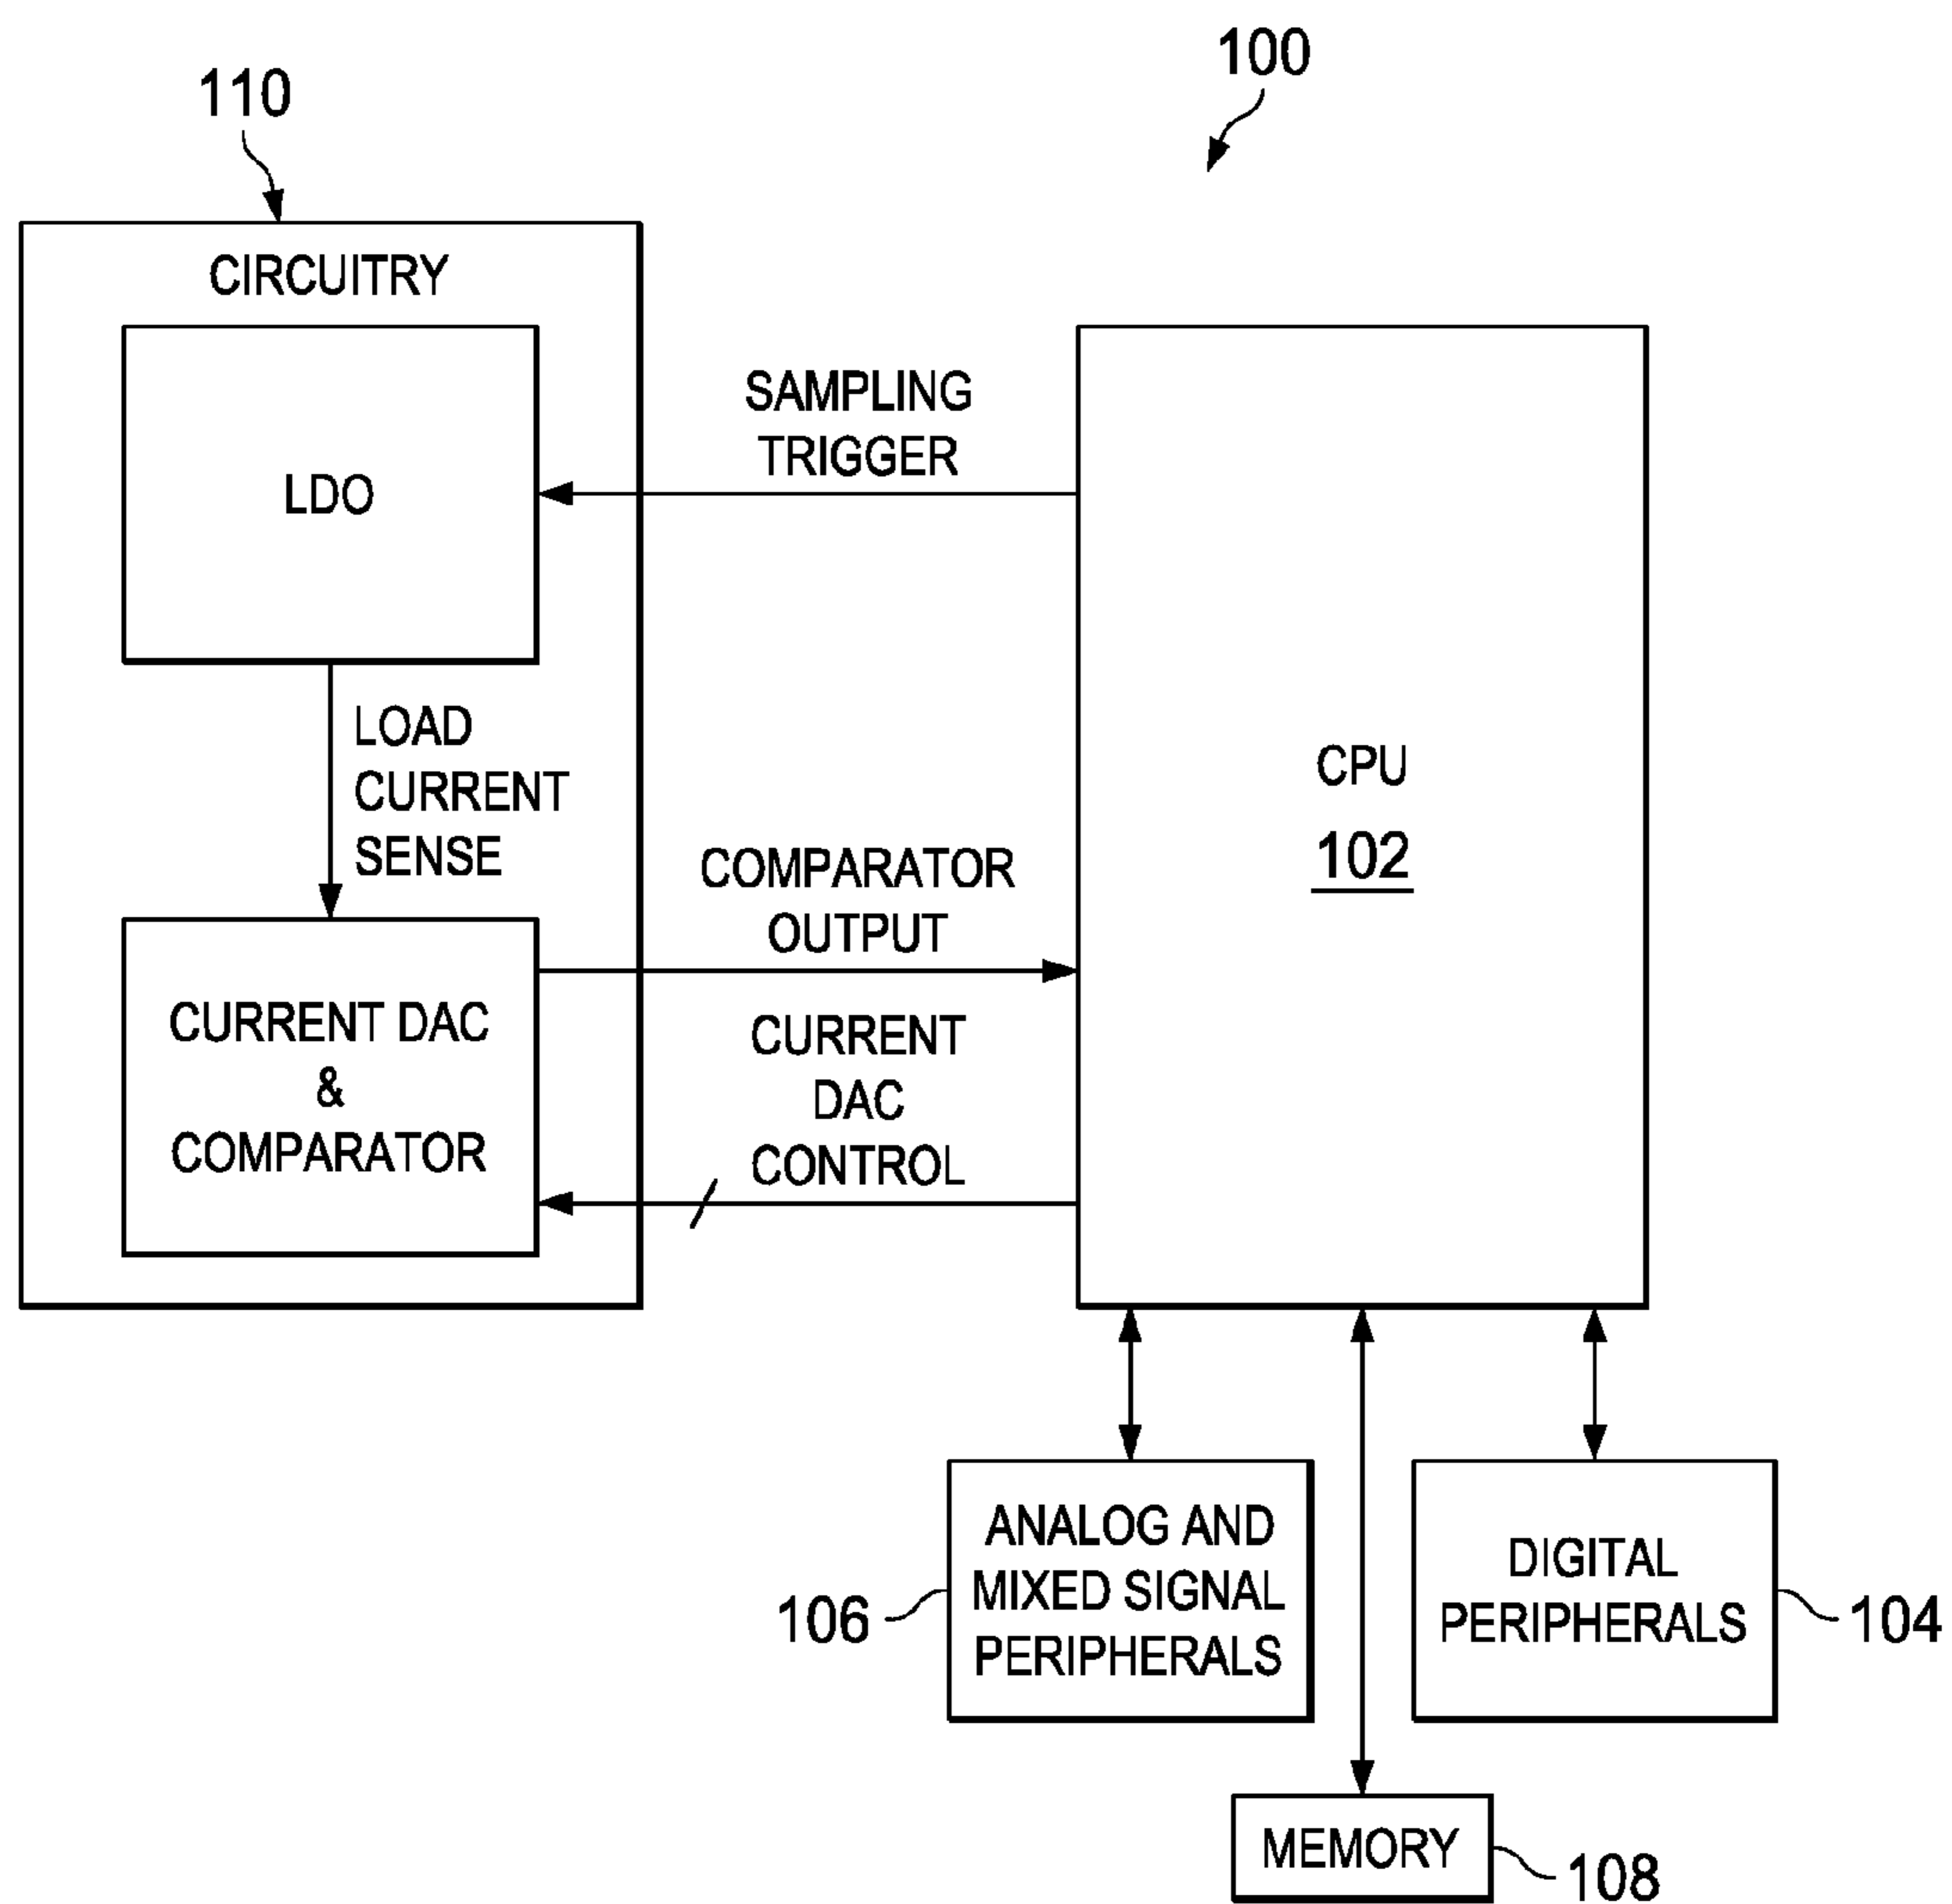 100
110
CIRCUITRY
LDO
SAMPLING
TRIGGER
LOAD
CURRENT
SENSE
CPU
102
COMPARATOR
OUTPUT
CURRENT DAC
&
COMPARATOR
CURRENT
DAC
CONTROL
ANALOG AND
MIXED SIGNAL
PERIPHERALS
106
DIGITAL
PERIPHERALS
104
MEMORY
108